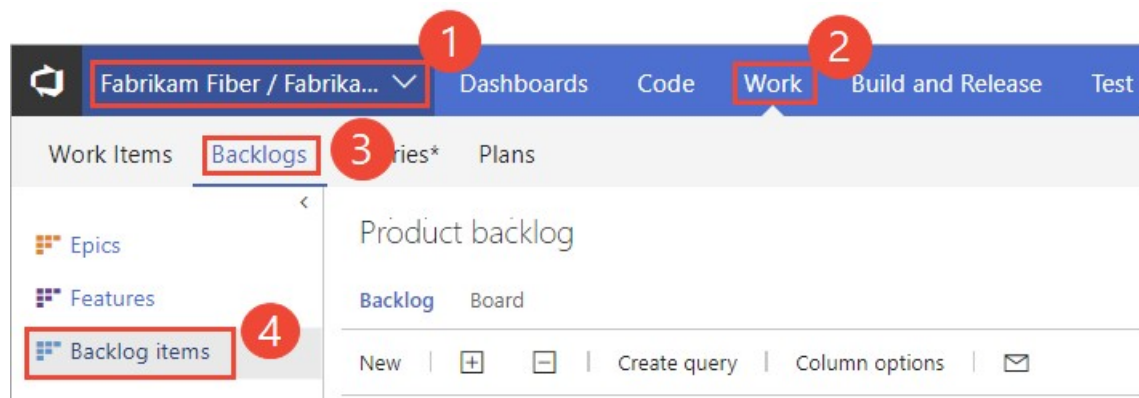 1
2
Fabrikam Fiber / Fabrika... Dashboards Code Work Build and Release Test
Work Items Backlogs 3 ries* Plans
Product backlog
Epics
Features
Backlog Board
4
Backlog items
New Create query Column options